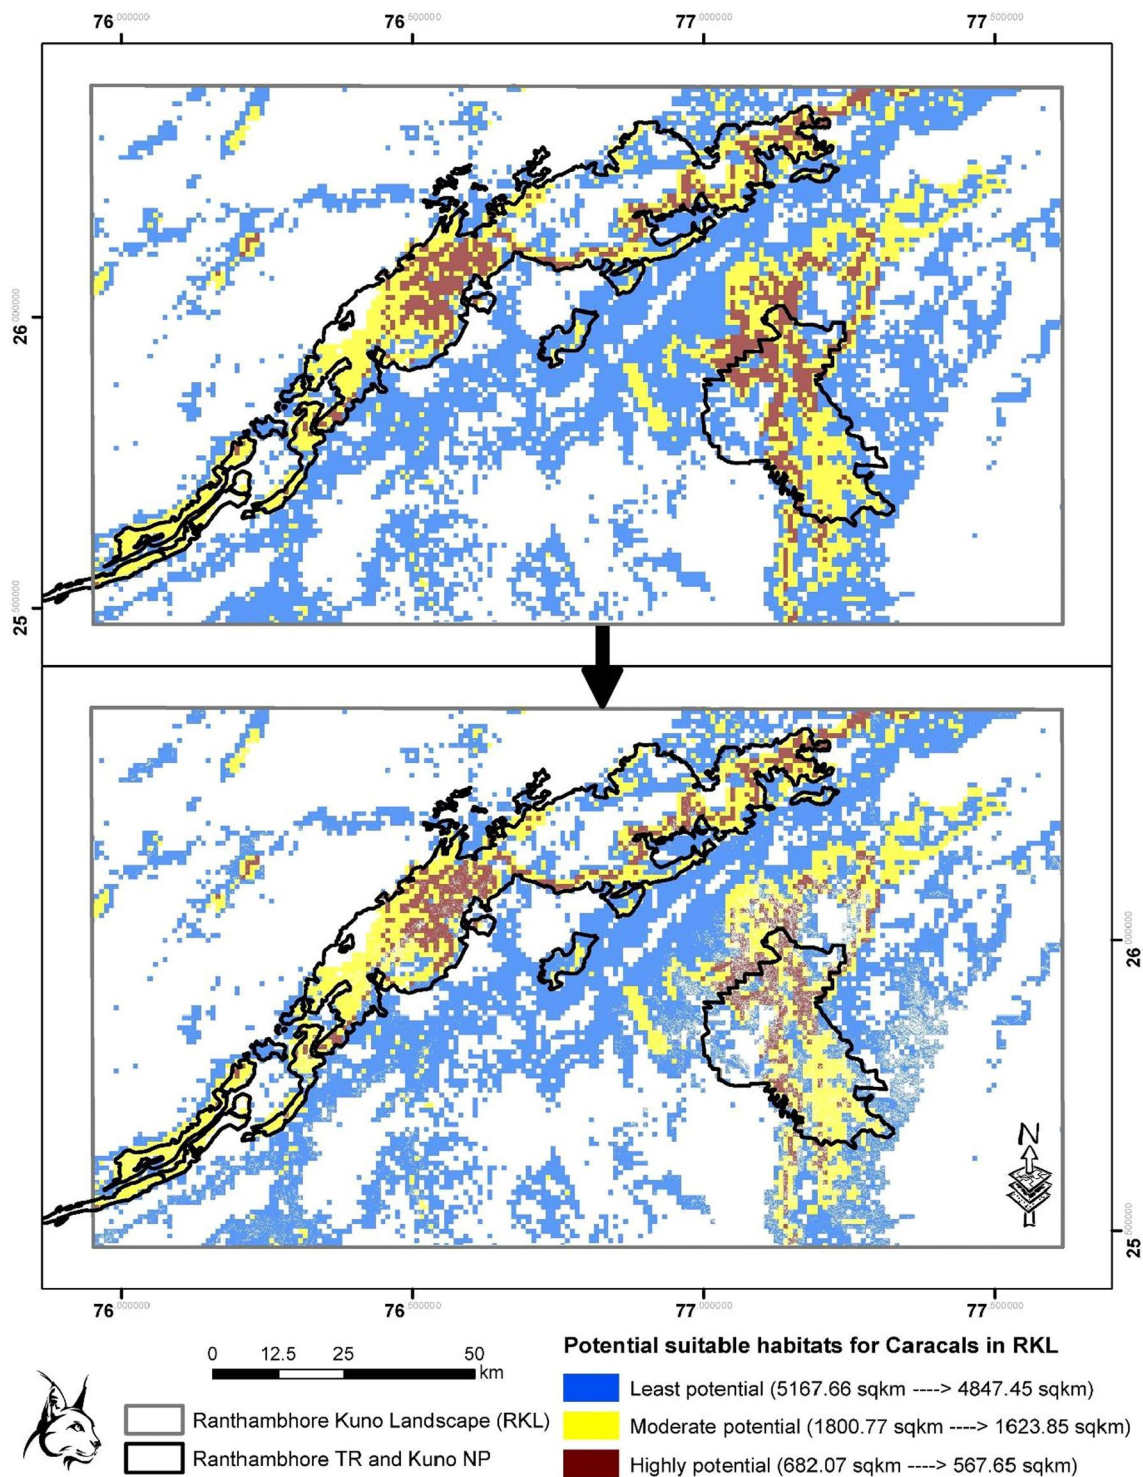 76.000000 76.500000 77.000000 77.500000
26.000000
25.500000
26.000000
25.500000
76.000000 76.500000 77.000000 77.500000
N
0 12.5 25 50
km
Ranthambhore Kuno Landscape (RKL)
Ranthambhore TR and Kuno NP
Potential suitable habitats for Caracals in RKL
Least potential (5167.66 sqkm ----> 4847.45 sqkm)
Moderate potential (1800.77 sqkm ----> 1623.85 sqkm)
Highly potential (682.07 sqkm ----> 567.65 sqkm)